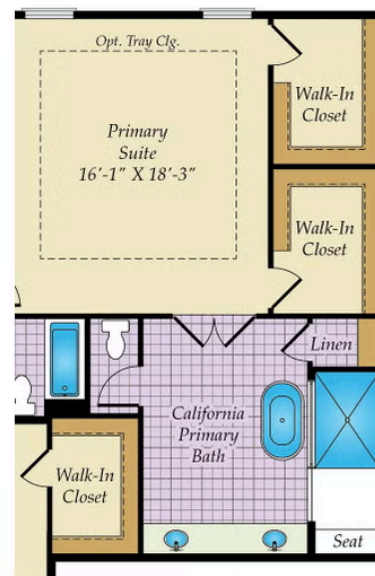 Opt. Tray Clg.
Primary
Suite
16'-1" X 18'-3"
Walk-In
Closet
Walk-In
Closet
Linen
California
Primary
Bath
Walk-In
Closet
Seat